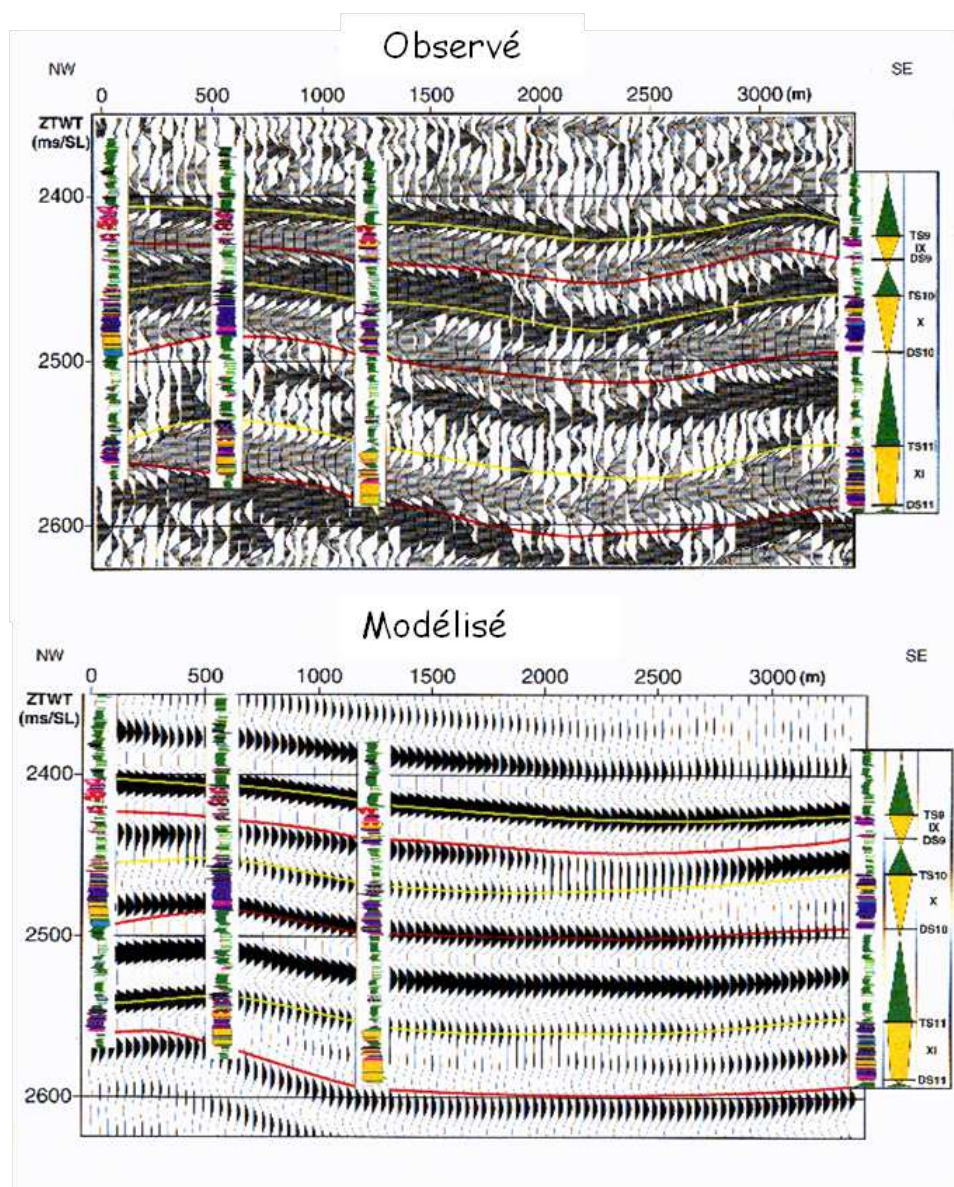 Observé
NW
SE
0 500 1000 1500 2000 2500 3000 (m)
ZTWT
(ms/SL)
2400
2500
2600
TS9
IX
DS9
TS10
X
DS10
TS11
XI
DS11
Modélisé
NW
SE
0 500 1000 1500 2000 2500 3000 (m)
ZTWT
(ms/SL)
2400
2500
2600
TS9
IX
DS9
TS10
X
DS10
TS11
XI
DS11